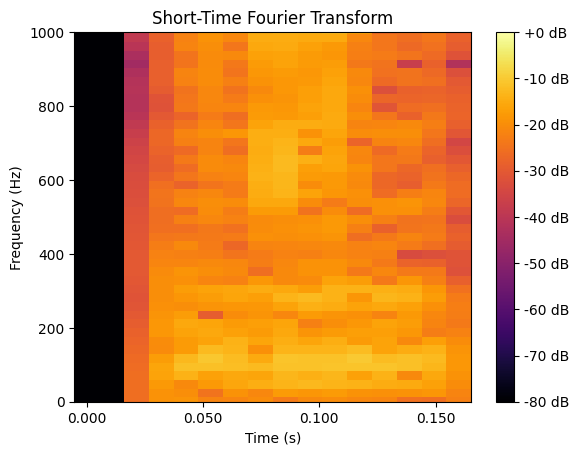 Short-Time Fourier Transform
1000
800
600
400
200
0
Frequency (Hz)
0.000
0.050
0.100
0.150
Time (s)
+0 dB
-10 dB
-20 dB
-30 dB
-40 dB
-50 dB
-60 dB
-70 dB
-80 dB